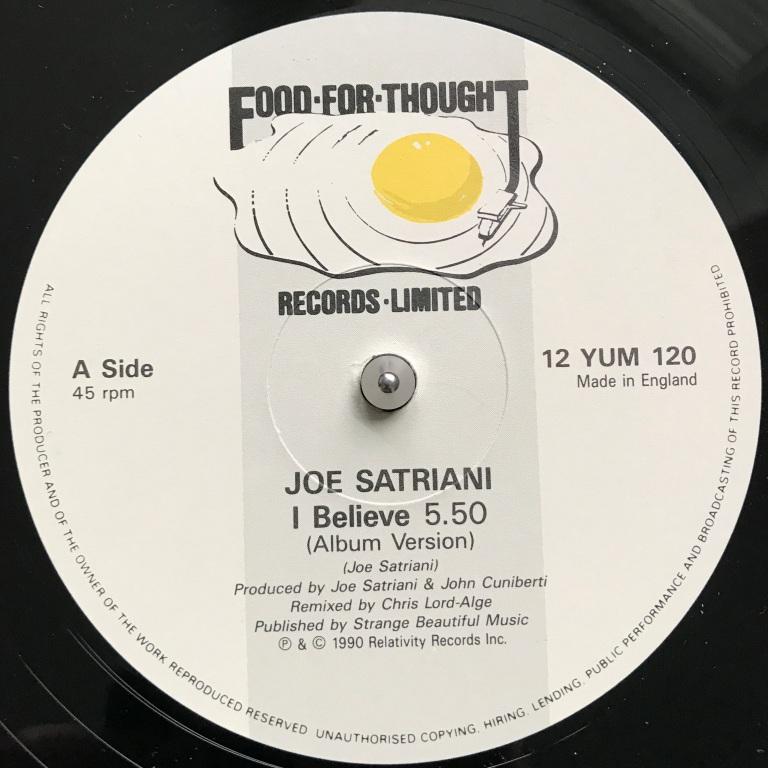 FOOD·FOR·THOUGHT
RECORDS·LIMITED
A Side
45 rpm
12 YUM 120
Made in England
JOE SATRIANI
I Believe 5.50
(Album Version)
(Joe Satriani)
Produced by Joe Satriani & John Cuniberti
Remixed by Chris Lord-Alge
Published by Strange Beautiful Music
℗ & © 1990 Relativity Records Inc.
ALL RIGHTS OF THE PRODUCER AND OF THE OWNER OF THE WORK REPRODUCED RESERVED UNAUTHORISED COPYING, HIRING, LENDING, PUBLIC PERFORMANCE AND BROADCASTING OF THIS RECORD PROHIBITED